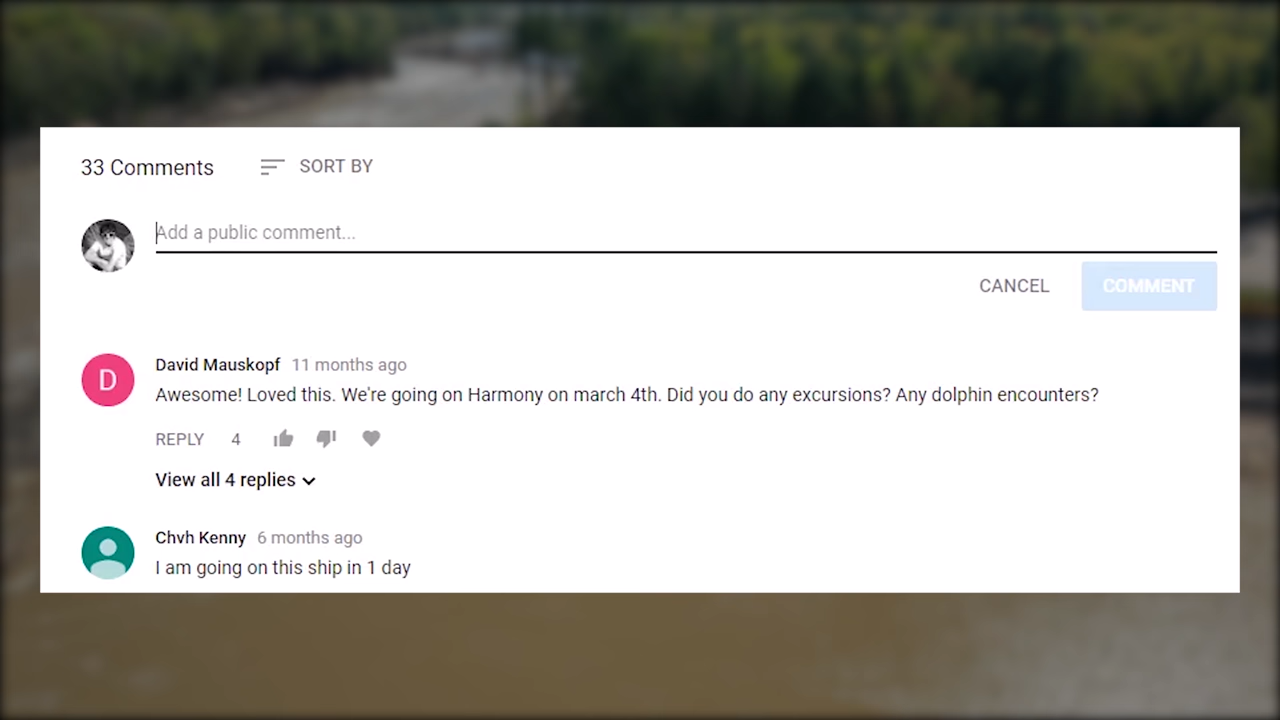 33 Comments SORT BY
Add a public comment...
CANCEL COMMENT
D
David Mauskopf 11 months ago
Awesome! Loved this. We're going on Harmony on march 4th. Did you do any excursions? Any dolphin encounters?
REPLY 4
View all 4 replies
Chvh Kenny 6 months ago
I am going on this ship in 1 day